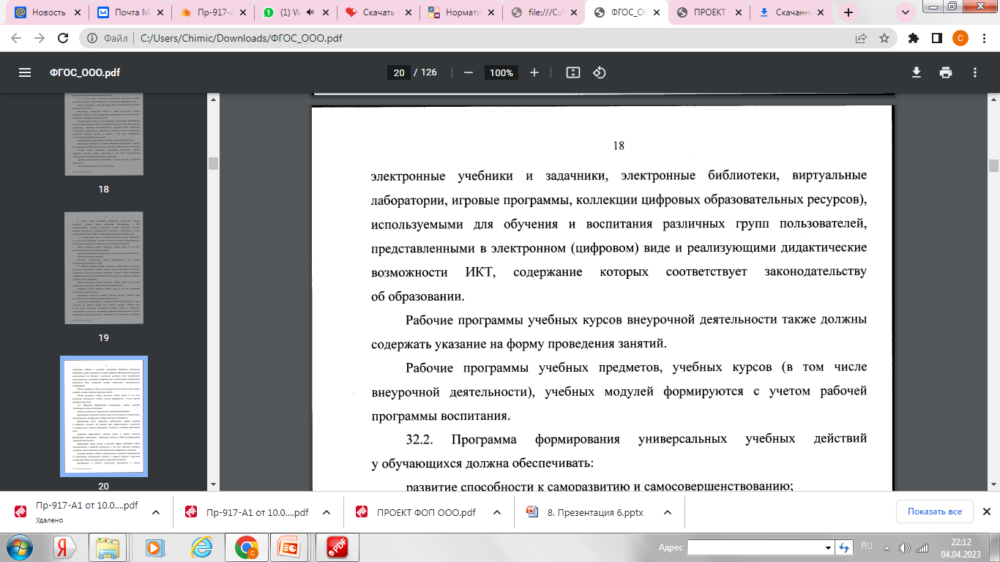 Новость
Почта М
Пр-917-
(1) W
Скачать
Нормати
file:///C:/
ФГОС_ОО
ПРОЕКТ
Скачанн
Файл
C:/Users/Chimic/Downloads/ФГОС_ООО.pdf
С
ФГОС_ООО.pdf
20 / 126
100%
18
19
20
18
электронные учебники и задачники, электронные библиотеки, виртуальные
лаборатории, игровые программы, коллекции цифровых образовательных ресурсов),
используемыми для обучения и воспитания различных групп пользователей,
представленными в электронном (цифровом) виде и реализующими дидактические
возможности ИКТ, содержание которых соответствует законодательству
об образовании.
Рабочие программы учебных курсов внеурочной деятельности также должны
содержать указание на форму проведения занятий.
Рабочие программы учебных предметов, учебных курсов (в том числе
внеурочной деятельности), учебных модулей формируются с учетом рабочей
программы воспитания.
32.2. Программа формирования универсальных учебных действий
у обучающихся должна обеспечивать:
развитие способности к саморазвитию и самосовершенствованию;
Пр-917-А1 от 10.0....pdf
Удалено
Пр-917-А1 от 10.0....pdf
ПРОЕКТ ФОП ООО.pdf
8. Презентация 6.pptx
Показать все
Адрес
RU
22:12
04.04.2023